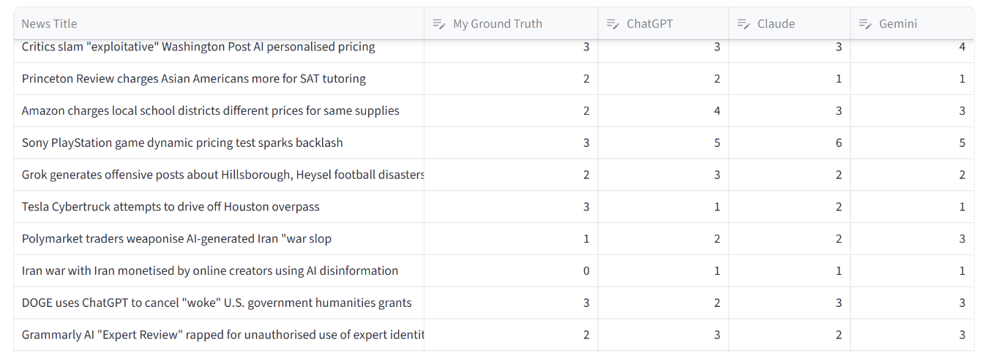 News Title My Ground Truth ChatGPT Claude Gemini
Critics slam "exploitative" Washington Post AI personalised pricing 3 3 3 4
Princeton Review charges Asian Americans more for SAT tutoring 2 2 1 1
Amazon charges local school districts different prices for same supplies 2 4 3 3
Sony PlayStation game dynamic pricing test sparks backlash 3 5 6 5
Grok generates offensive posts about Hillsborough, Heysel football disasters 2 3 2 2
Tesla Cybertruck attempts to drive off Houston overpass 3 1 2 1
Polymarket traders weaponise AI-generated Iran "war slop 1 2 2 3
Iran war with Iran monetised by online creators using AI disinformation 0 1 1 1
DOGE uses ChatGPT to cancel "woke" U.S. government humanities grants 3 2 3 3
Grammarly AI "Expert Review" rapped for unauthorised use of expert identit 2 3 2 3